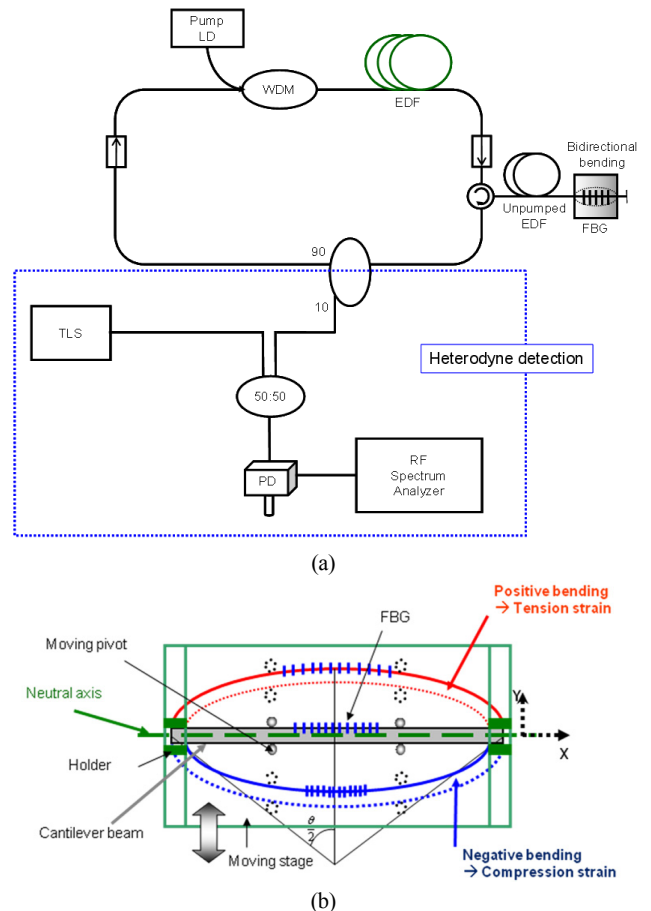 Pump
LD
WDM
EDF
Bidirectional
bending
Unpumped
EDF
FBG
90
10
TLS
Heterodyne detection
50:50
PD
RF
Spectrum
Analyzer
(a)
Positive bending
→ Tension strain
FBG
Moving pivot
Neutral axis
Y
X
Holder
Cantilever beam
θ
2
Moving stage
Negative bending
→ Compression strain
(b)